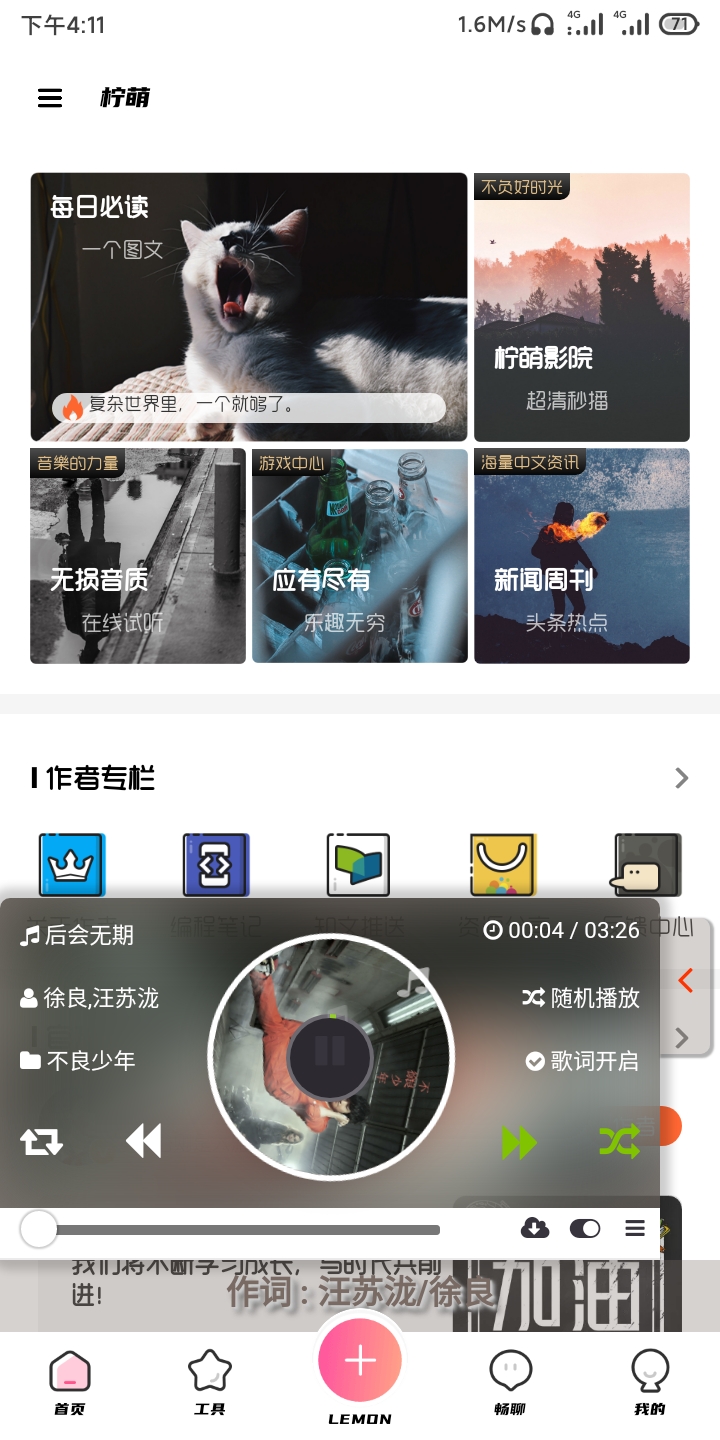 下午4:11
1.6M/s 4G 4G 71
柠萌
每日必读
一个图文
复杂世界里，一个就够了。
不负好时光
柠萌影院
超清秒播
音樂的力量
无损音质
在线试听
游戏中心
应有尽有
乐趣无穷
海量中文资讯
新闻周刊
头条热点
作者专栏
编程笔记
中心
后会无期
00:04 / 03:26
徐良,汪苏泷
随机播放
不良少年
歌词开启
不良少年
我们将不断学习成长，与时代共前
进!
作词 : 汪苏泷/徐良
加油
首页
工具
LEMON
畅聊
我的